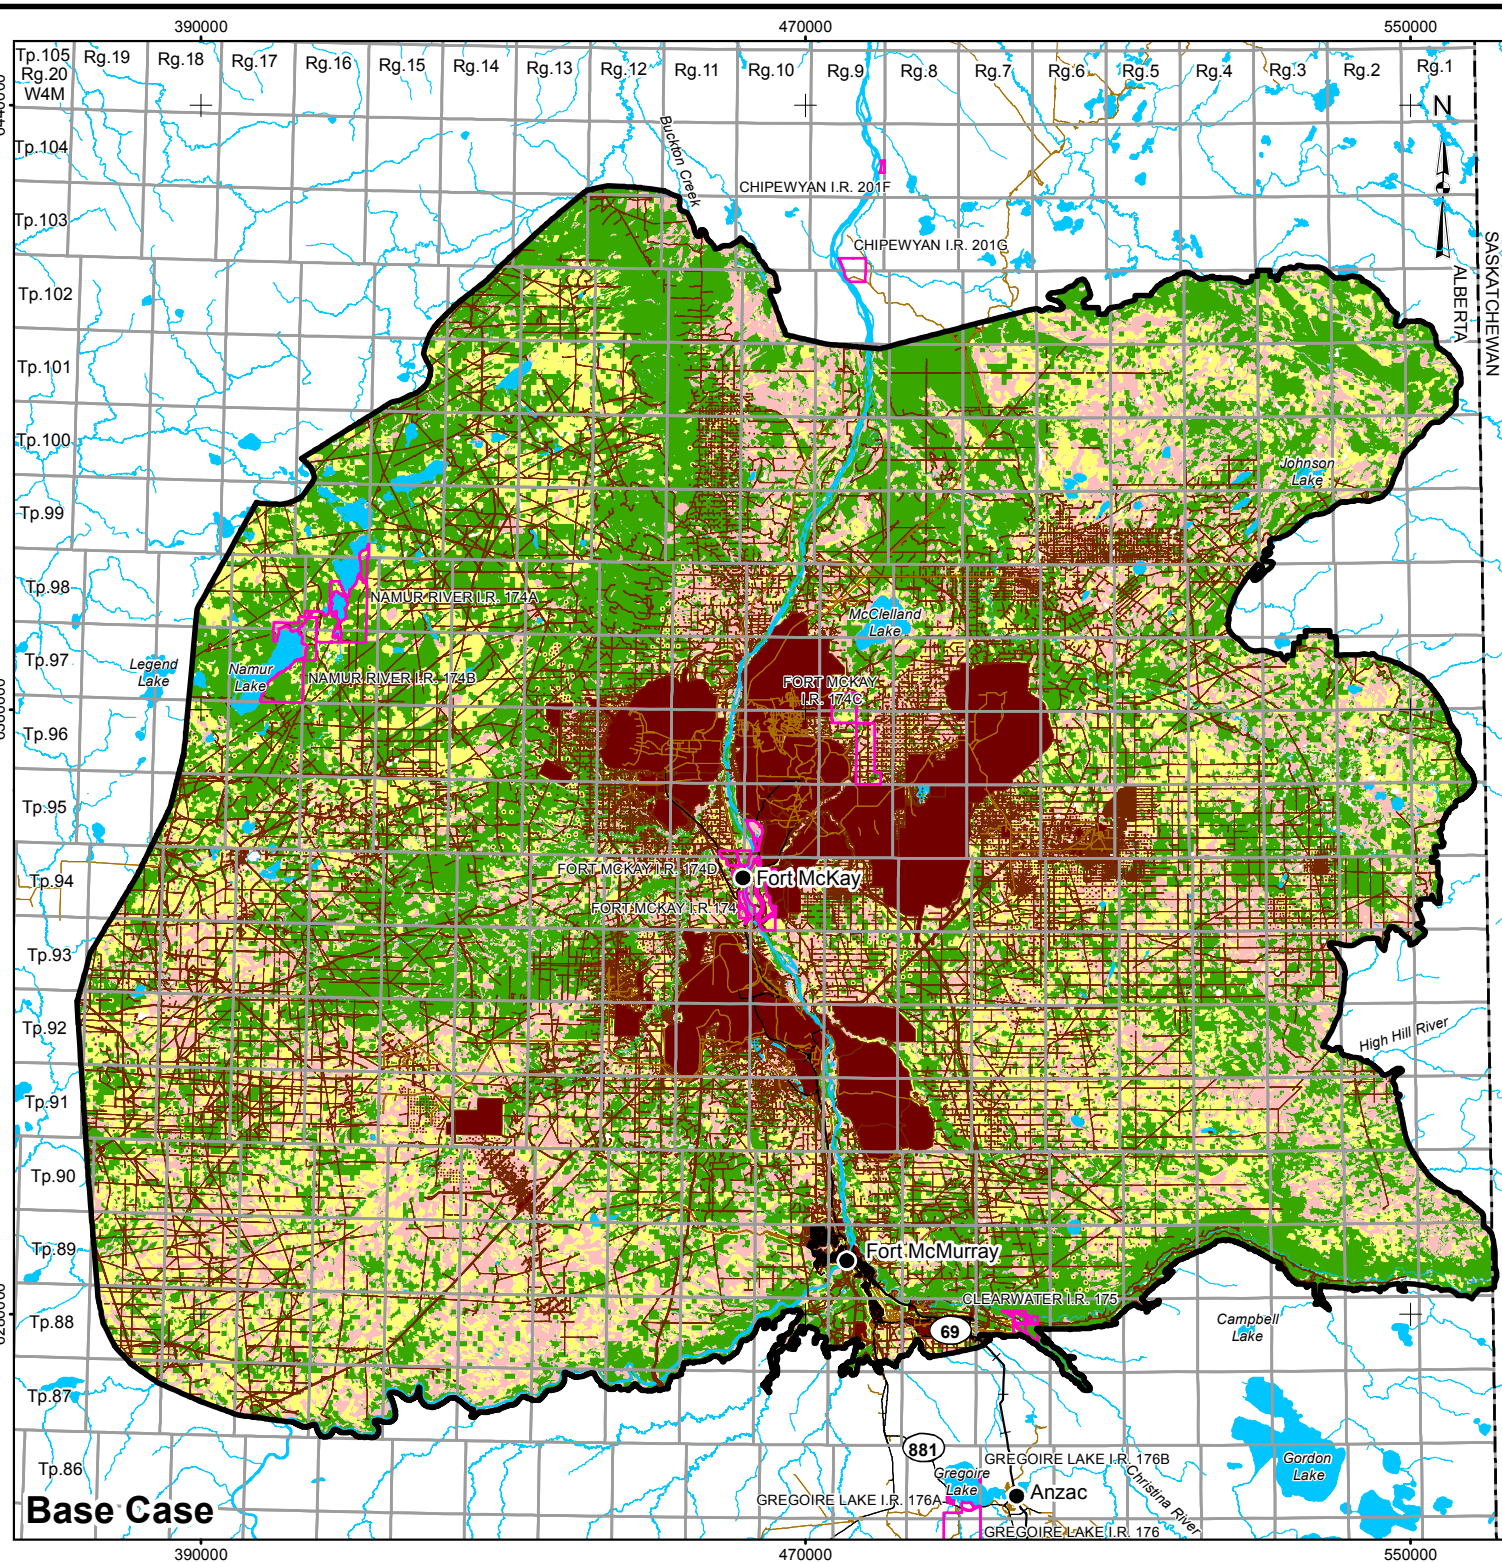 390000
470000
550000
Tp.105
Rg.20
W4M
Rg.19
Rg.18
Rg.17
Rg.16
Rg.15
Rg.14
Rg.13
Rg.12
Rg.11
Rg.10
Rg.9
Rg.8
Rg.7
Rg.6
Rg.5
Rg.4
Rg.3
Rg.2
Rg.1
N
Tp.104
Buckton Creek
CHIPEWYAN I.R. 201F
Tp.103
CHIPEWYAN I.R. 201G
SASKATCHEWAN
ALBERTA
Tp.102
Tp.101
Tp.100
Johnson
Lake
Tp.99
Tp.98
NAMUR RIVER I.R. 174A
McClelland
Lake
Tp.97
Legend
Lake
Namur
Lake
NAMUR RIVER I.R. 174B
FORT MCKAY
I.R. 174C
Tp.96
Tp.95
Tp.94
FORT MCKAY I.R. 174D
Fort McKay
FORT MCKAY I.R. 174
Tp.93
Tp.92
High Hill River
Tp.91
Tp.90
Tp.89
Fort McMurray
CLEARWATER I.R. 175
Tp.88
69
Campbell
Lake
Tp.87
881
GREGOIRE LAKE I.R. 176B
Gregoire
Lake
Gordon
Lake
Tp.86
GREGOIRE LAKE I.R. 176A
Anzac
Christina River
GREGOIRE LAKE I.R. 176
Base Case
390000
470000
550000